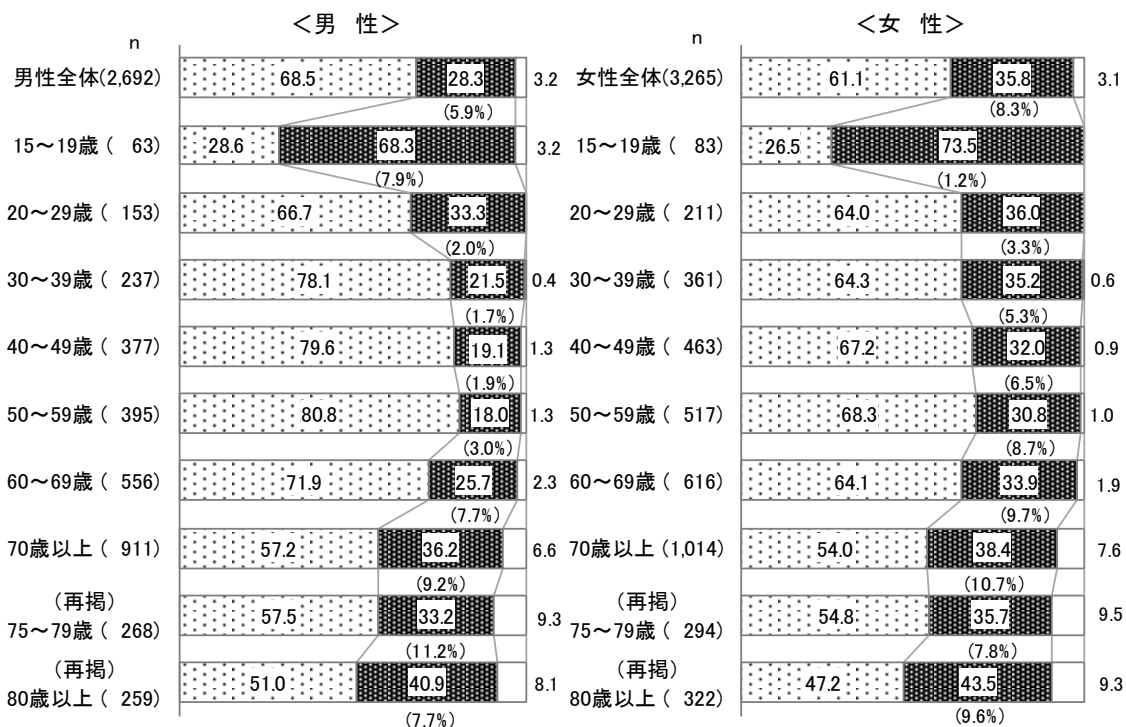 ＜男 性＞ ＜女 性＞
n n
男性全体(2,692) 68.5 28.3 3.2 女性全体(3,265) 61.1 35.8 3.1
(5.9%) (8.3%)
15～19歳( 63) 28.6 68.3 3.2 15～19歳( 83) 26.5 73.5
(7.9%) (1.2%)
20～29歳( 153) 66.7 33.3 20～29歳( 211) 64.0 36.0
(2.0%) (3.3%)
30～39歳( 237) 78.1 21.5 0.4 30～39歳( 361) 64.3 35.2 0.6
(1.7%) (5.3%)
40～49歳( 377) 79.6 19.1 1.3 40～49歳( 463) 67.2 32.0 0.9
(1.9%) (6.5%)
50～59歳( 395) 80.8 18.0 1.3 50～59歳( 517) 68.3 30.8 1.0
(3.0%) (8.7%)
60～69歳( 556) 71.9 25.7 2.3 60～69歳( 616) 64.1 33.9 1.9
(7.7%) (9.7%)
70歳以上( 911) 57.2 36.2 6.6 70歳以上(1,014) 54.0 38.4 7.6
(9.2%) (10.7%)
（再掲） （再掲）
75～79歳( 268) 57.5 33.2 9.3 75～79歳( 294) 54.8 35.7 9.5
(11.2%) (7.8%)
（再掲） （再掲）
80歳以上( 259) 51.0 40.9 8.1 80歳以上( 322) 47.2 43.5 9.3
(7.7%) (9.6%)